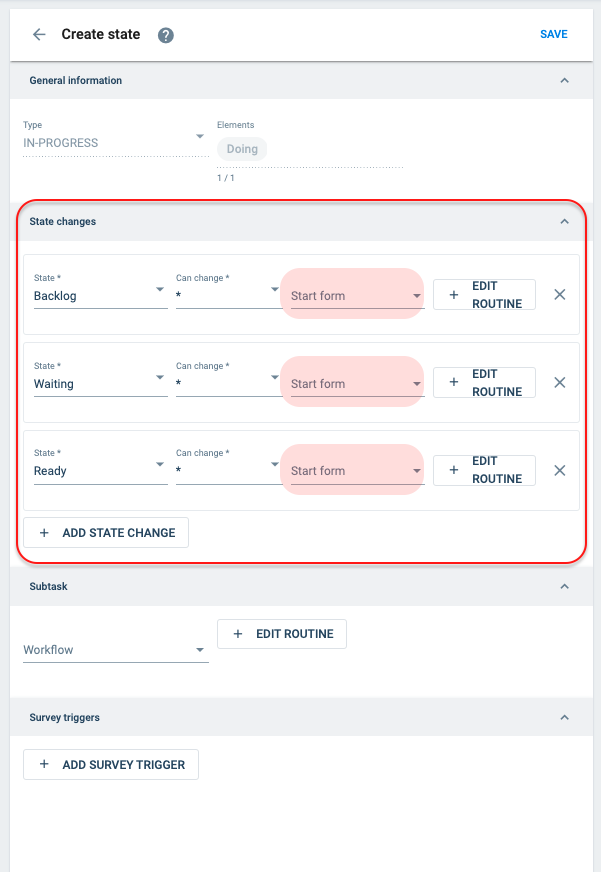 Create state ?
SAVE
General information
Type
Elements
IN-PROGRESS
Doing
1 / 1
State changes
State *
Can change *
Backlog
*
Start form
+ EDIT
ROUTINE
State *
Can change *
Waiting
*
Start form
+ EDIT
ROUTINE
State *
Can change *
Ready
*
Start form
+ EDIT
ROUTINE
+ ADD STATE CHANGE
Subtask
Workflow
+ EDIT ROUTINE
Survey triggers
+ ADD SURVEY TRIGGER